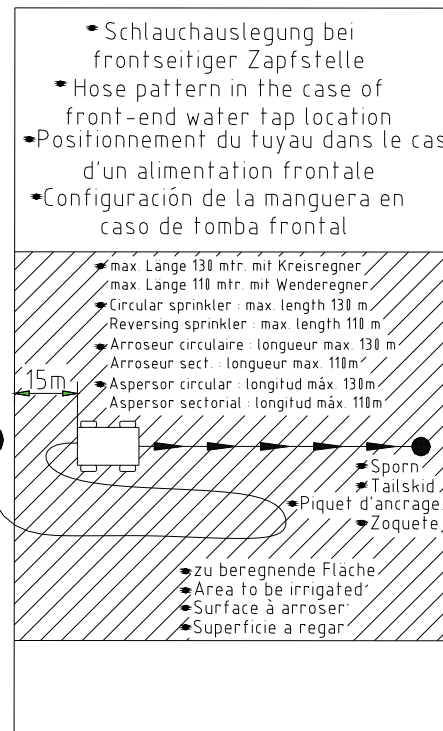 Schlauchauslegung bei
frontseitiger Zapfstelle
Hose pattern in the case of
front-end water tap location
Positionnement du tuyau dans le cas
d'un alimentation frontale
Configuración de la manguera en
caso de tomba frontal
max. Länge 130 mtr. mit Kreisregner
max. Länge 110 mtr. mit Wenderegner
Circular sprinkler : max. length 130 m
Reversing sprinkler : max. length 110 m
Arroseur circulaire : longueur max. 130 m
Arroseur sect. : longueur max. 110m
Aspersor circular : longitud máx. 130m
Aspersor sectorial : longitud máx. 110m
15m
Sporn
Tailskid
Piquet d'ancrage
Zoquete
zu beregnende Fläche
Area to be irrigated
Surface à arroser
Superficie a regar